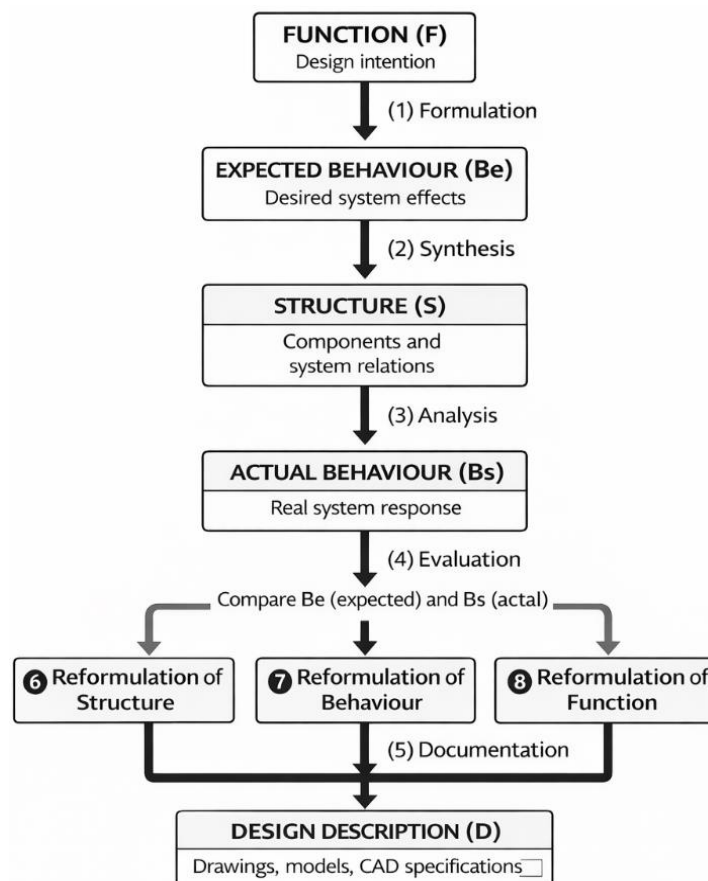 FUNCTION (F)
Design intention
(1) Formulation
EXPECTED BEHAVIOUR (Be)
Desired system effects
(2) Synthesis
STRUCTURE (S)
Components and
system relations
(3) Analysis
ACTUAL BEHAVIOUR (Bs)
Real system response
(4) Evaluation
Compare Be (expected) and Bs (actal)
6 Reformulation of
Structure
7 Reformulation of
Behaviour
8 Reformulation of
Function
(5) Documentation
DESIGN DESCRIPTION (D)
Drawings, models, CAD specifications